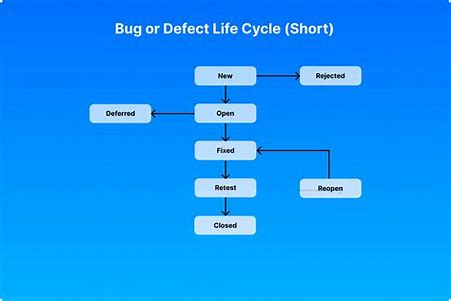 Bug or Defect Life Cycle (Short)
New
Rejected
Deferred
Open
Fixed
Retest
Reopen
Closed